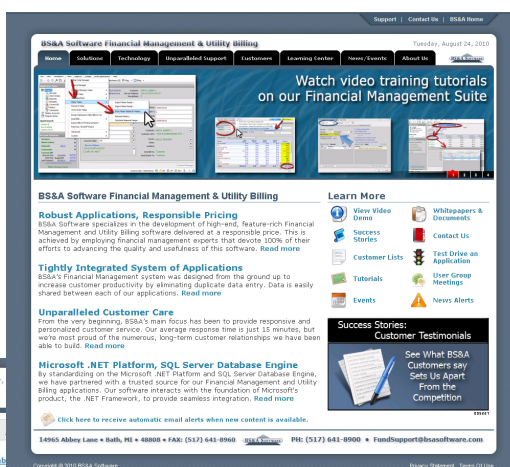 Support | Contact Us | BS&A Home
BS&A Software Financial Management & Utility Billing
Tuesday, August 24, 2010
Home Solutions Technology Unparalleled Support Customers Learning Center News/Events About Us
Watch video training tutorials
on our Financial Management Suite
1 2 3 4
BS&A Software Financial Management & Utility Billing
Robust Applications, Responsible Pricing
BS&A Software specializes in the development of high-end, feature-rich Financial
Management and Utility Billing software delivered at a responsible price. This is
achieved by employing financial management experts that devote 100% of their
efforts to advancing the quality and usefulness of this software. Read more
Tightly Integrated System of Applications
BS&A's Financial Management system was designed from the ground up to
increase customer productivity by eliminating duplicate data entry. Data is easily
shared between each of our applications. Read more
Unparalleled Customer Care
From the very beginning, BS&A's main focus has been to provide responsive and
personalized customer service. Our average response time is just 15 minutes, but
we're most proud of the numerous, long-term customer relationships we have been
able to build. Read more
Microsoft .NET Platform, SQL Server Database Engine
By standardizing on the Microsoft .NET Platform and SQL Server Database Engine,
we have partnered with a trusted source for our Financial Management and Utility
Billing applications. Our software interacts with the foundation of Microsoft's
product, the .NET Framework, to provide seamless integration. Read more
Click here to receive automatic email alerts when new content is available.
Learn More
View Video
Demo
Whitepapers &
Documents
Success
Stories
Contact Us
Customer Lists
Test Drive an
Application
Tutorials
User Group
Meetings
Events
News Alerts
Success Stories:
Customer Testimonials
See What BS&A
Customers say
Sets Us Apart
From the
Competition
14965 Abbey Lane • Bath, MI • 48808 • FAX: (517) 641-8960 PH: (517) 641-8900 • FundSupport@bsasoftware.com
Copyright © 2010 BS&A Software
Privacy Statement Terms Of Use